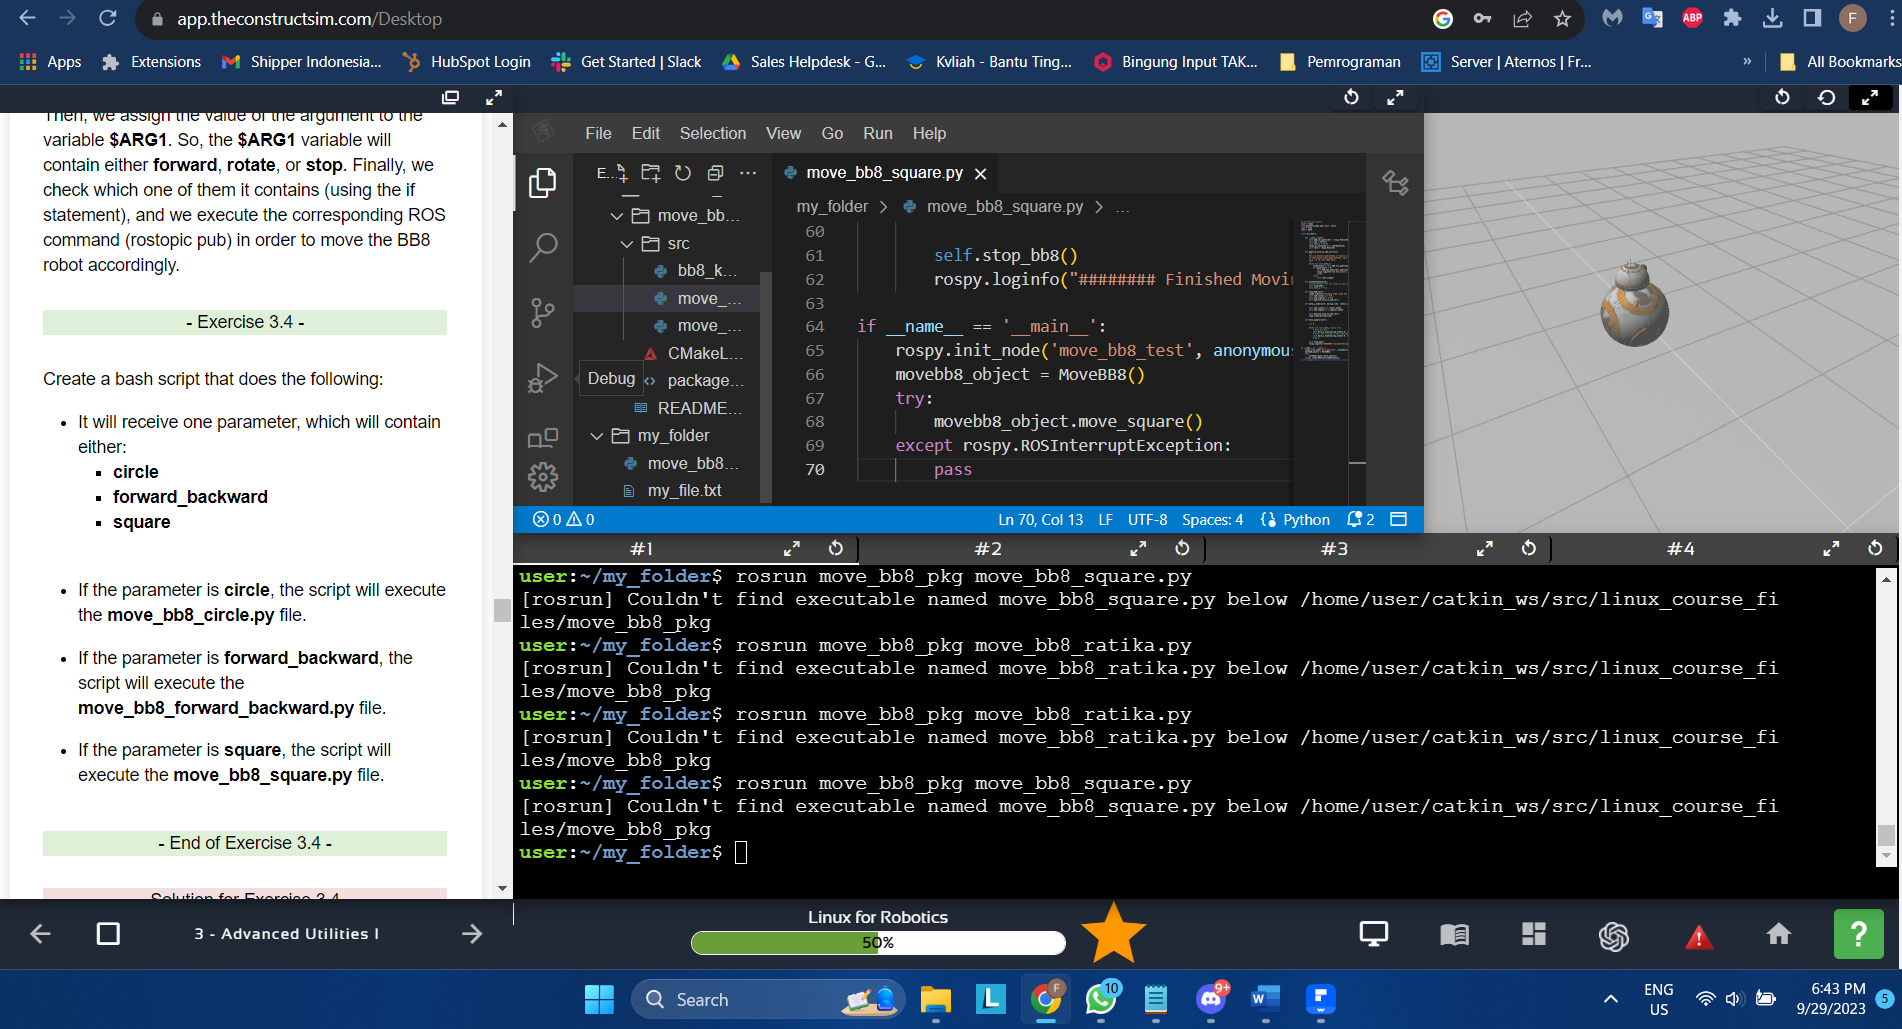 app.theconstructsim.com/Desktop
F
Apps
Extensions
Shipper Indonesia...
HubSpot Login
Get Started | Slack
Sales Helpdesk - G...
Kvliah - Bantu Ting...
Bingung Input TAK...
Pemrograman
Server | Aternos | Fr...
»
All Bookmarks
ABP
Then, we assign the value of the argument to the
variable $ARG1. So, the $ARG1 variable will
contain either forward, rotate, or stop. Finally, we
check which one of them it contains (using the if
statement), and we execute the corresponding ROS
command (rostopic pub) in order to move the BB8
robot accordingly.
- Exercise 3.4 -
Create a bash script that does the following:
It will receive one parameter, which will contain
either:
circle
forward_backward
square
If the parameter is circle, the script will execute
the move_bb8_circle.py file.
If the parameter is forward_backward, the
script will execute the
move_bb8_forward_backward.py file.
If the parameter is square, the script will
execute the move_bb8_square.py file.
- End of Exercise 3.4 -
Solution for Exercise 3.4
File Edit Selection View Go Run Help
E...
move_bb...
src
bb8_k...
move_...
move_...
CMakeL...
package...
README...
my_folder
move_bb8...
my_file.txt
Debug
move_bb8_square.py
my_folder > move_bb8_square.py > ...
60
61 self.stop_bb8()
62 rospy.loginfo("######## Finished Movi
63
64 if __name__ == '__main__':
65 rospy.init_node('move_bb8_test', anonymou
66 movebb8_object = MoveBB8()
67 try:
68 movebb8_object.move_square()
69 except rospy.ROSInterruptException:
70 pass
0 0
Ln 70, Col 13 LF UTF-8 Spaces: 4 Python 2
#1 #2 #3 #4
user:~/my_folder$ rosrun move_bb8_pkg move_bb8_square.py
[rosrun] Couldn't find executable named move_bb8_square.py below /home/user/catkin_ws/src/linux_course_fi
les/move_bb8_pkg
user:~/my_folder$ rosrun move_bb8_pkg move_bb8_ratika.py
[rosrun] Couldn't find executable named move_bb8_ratika.py below /home/user/catkin_ws/src/linux_course_fi
les/move_bb8_pkg
user:~/my_folder$ rosrun move_bb8_pkg move_bb8_ratika.py
[rosrun] Couldn't find executable named move_bb8_ratika.py below /home/user/catkin_ws/src/linux_course_fi
les/move_bb8_pkg
user:~/my_folder$ rosrun move_bb8_pkg move_bb8_square.py
[rosrun] Couldn't find executable named move_bb8_square.py below /home/user/catkin_ws/src/linux_course_fi
les/move_bb8_pkg
user:~/my_folder$
3 - Advanced Utilities I
Linux for Robotics
50%
?
Search
L
F
10
9+
W
ENG
US
6:43 PM
9/29/2023
5